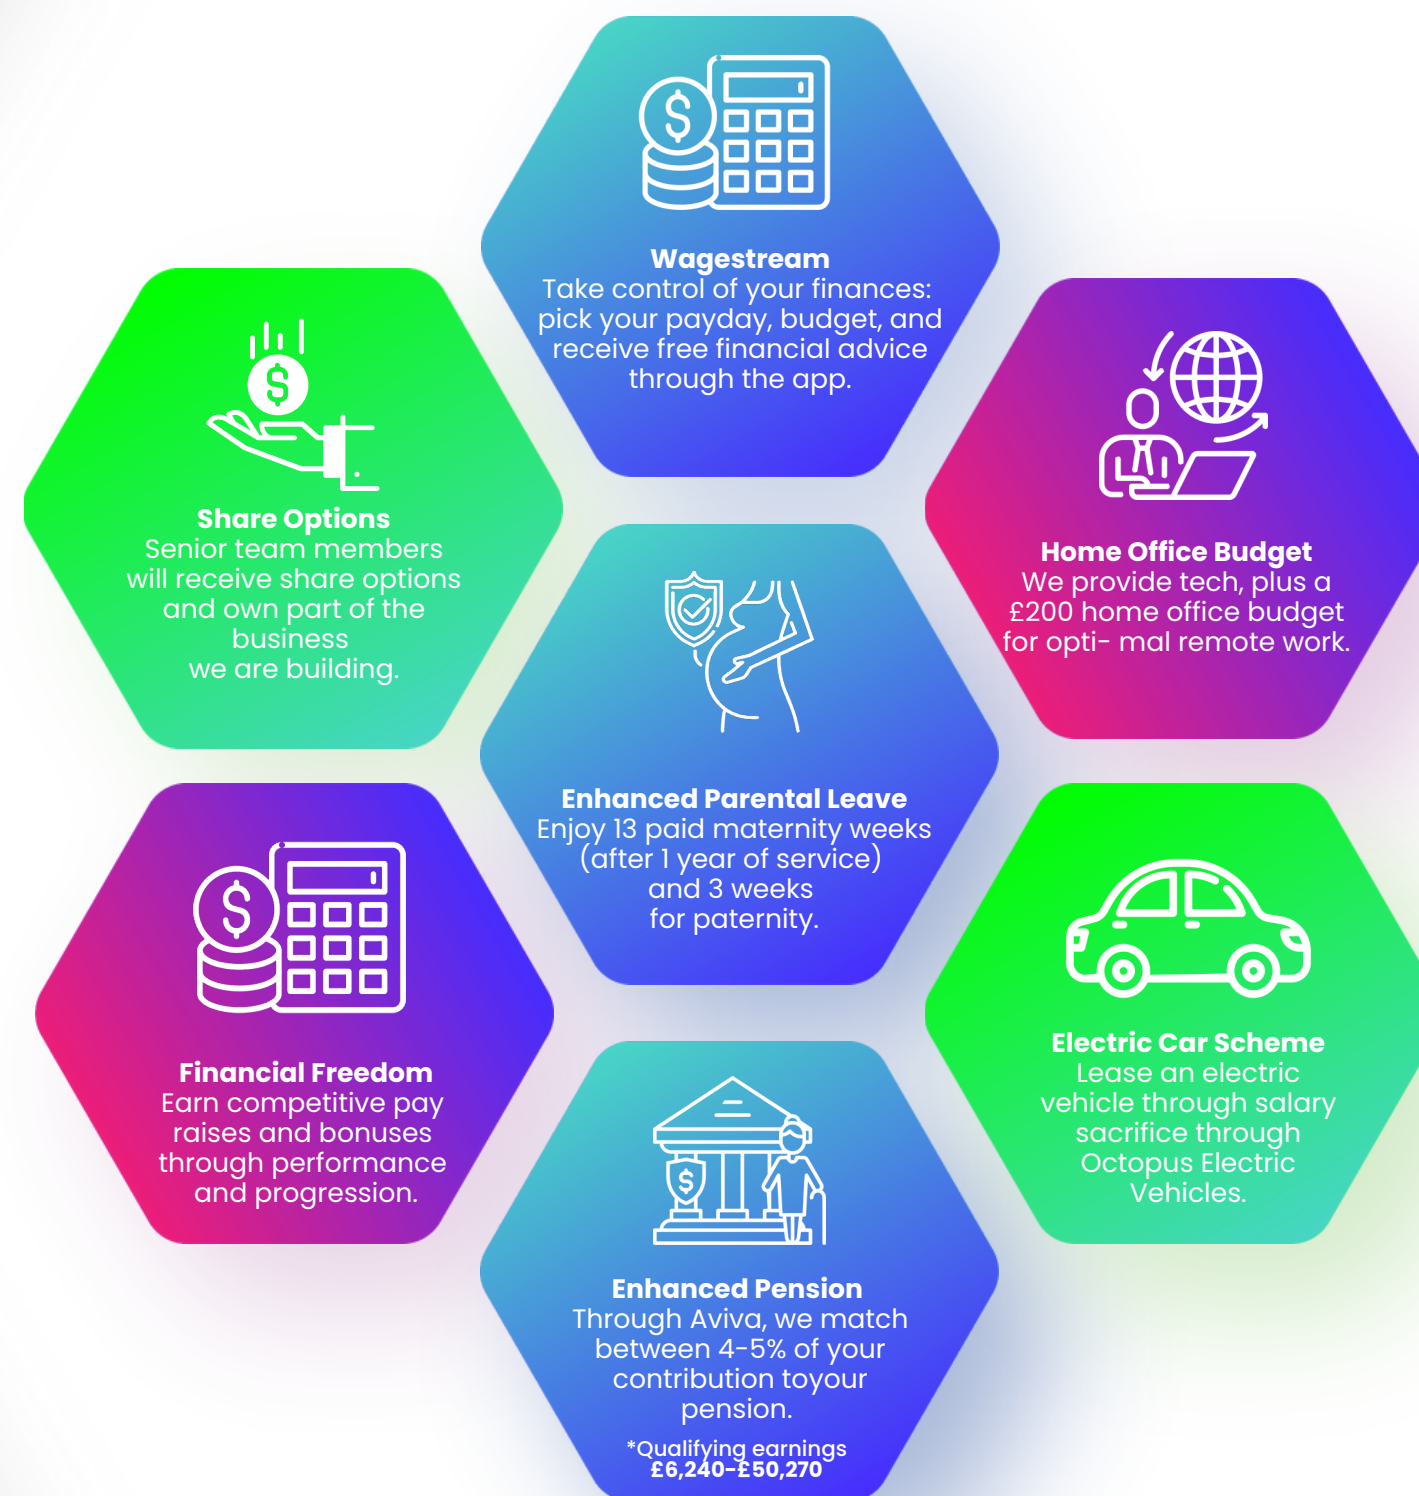 Wagestream
Take control of your finances:
pick your payday, budget, and
receive free financial advice
through the app.
Share Options
Senior team members
will receive share options
and own part of the
business
we are building.
Home Office Budget
We provide tech, plus a
£200 home office budget
for opti- mal remote work.
Enhanced Parental Leave
Enjoy 13 paid maternity weeks
(after 1 year of service)
and 3 weeks
for paternity.
Financial Freedom
Earn competitive pay
raises and bonuses
through performance
and progression.
Electric Car Scheme
Lease an electric
vehicle through salary
sacrifice through
Octopus Electric
Vehicles.
Enhanced Pension
Through Aviva, we match
between 4-5% of your
contribution toyour
pension.
*Qualifying earnings
£6,240-£50,270